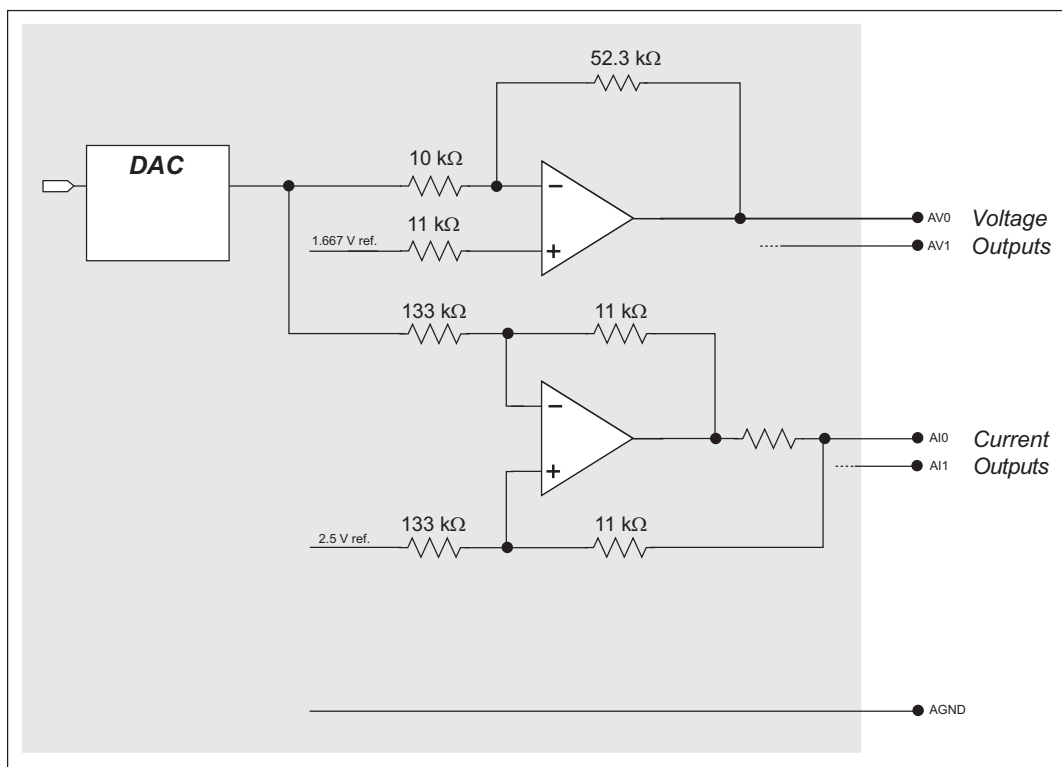 52.3 kΩ
DAC
10 kΩ
−
11 kΩ
1.667 V ref.
+
AV0 Voltage
AV1 Outputs
133 kΩ
11 kΩ
−
+
AI0 Current
AI1 Outputs
133 kΩ
11 kΩ
2.5 V ref.
AGND